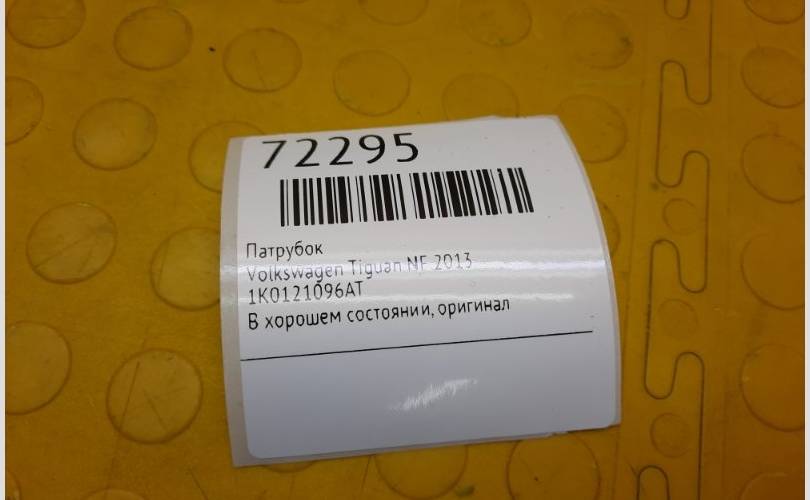 72295
Патрубок
Volkswagen Tiguan NF 2013
1K0121096AT
В хорошем состоянии, оригинал